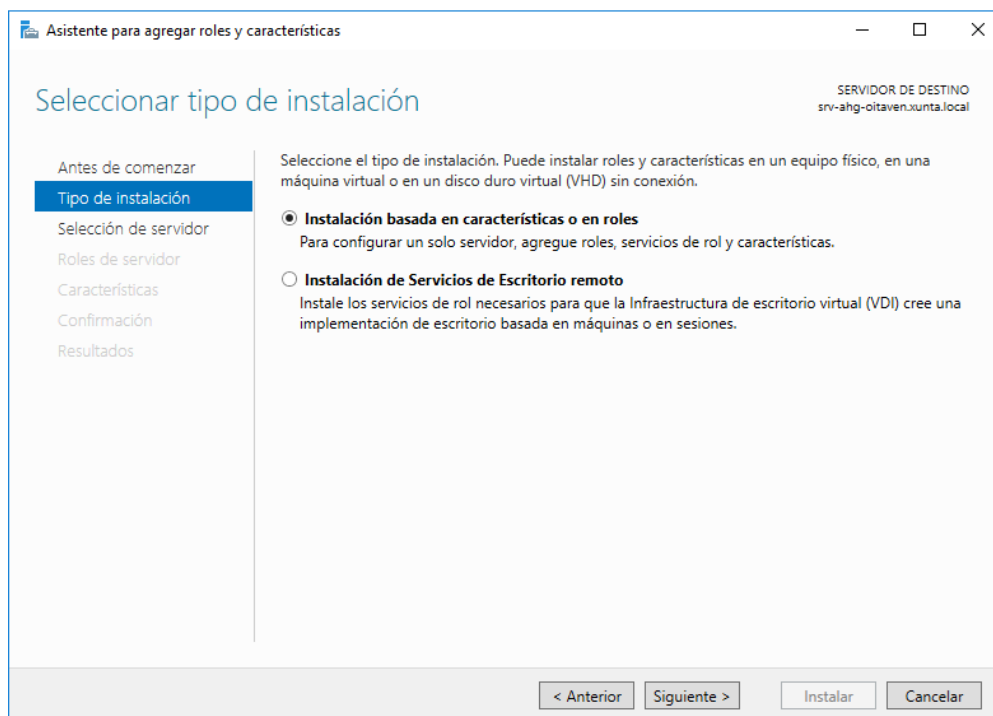 Asistente para agregar roles y características
Seleccionar tipo de instalación
SERVIDOR DE DESTINO
srv-ahg-oitaven.xunta.local
Antes de comenzar
Tipo de instalación
Selección de servidor
Roles de servidor
Características
Confirmación
Resultados
Seleccione el tipo de instalación. Puede instalar roles y características en un equipo físico, en una
máquina virtual o en un disco duro virtual (VHD) sin conexión.
Instalación basada en características o en roles
Para configurar un solo servidor, agregue roles, servicios de rol y características.
Instalación de Servicios de Escritorio remoto
Instale los servicios de rol necesarios para que la Infraestructura de escritorio virtual (VDI) cree una
implementación de escritorio basada en máquinas o en sesiones.
< Anterior
Siguiente >
Instalar
Cancelar